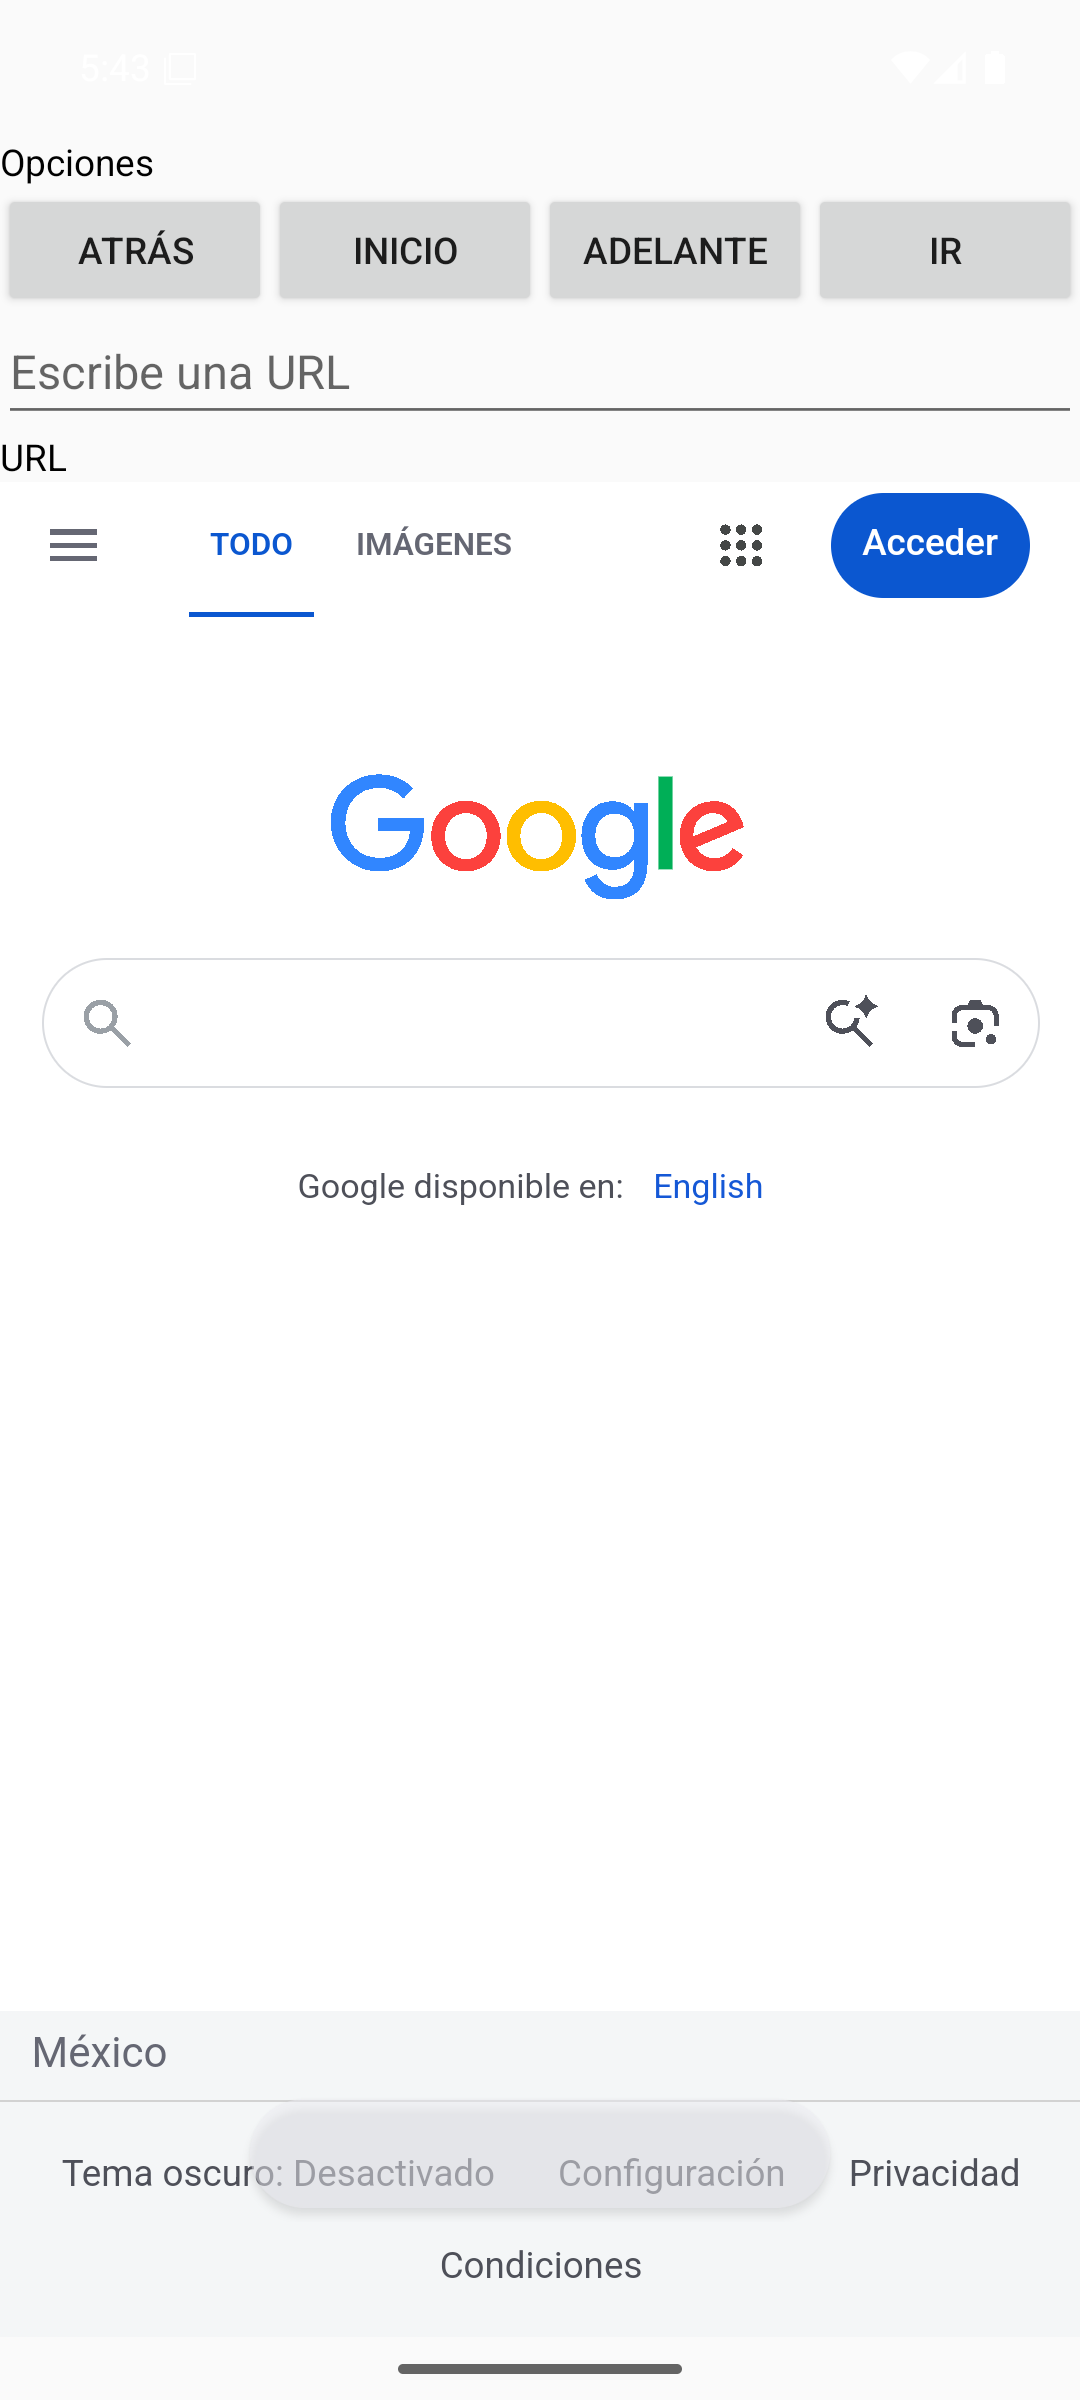 5:43
Opciones
ATRÁS INICIO ADELANTE IR
Escribe una URL
URL
TODO IMÁGENES Acceder
Google
Google disponible en: English
México
Tema oscuro: Desactivado Configuración Privacidad
Condiciones